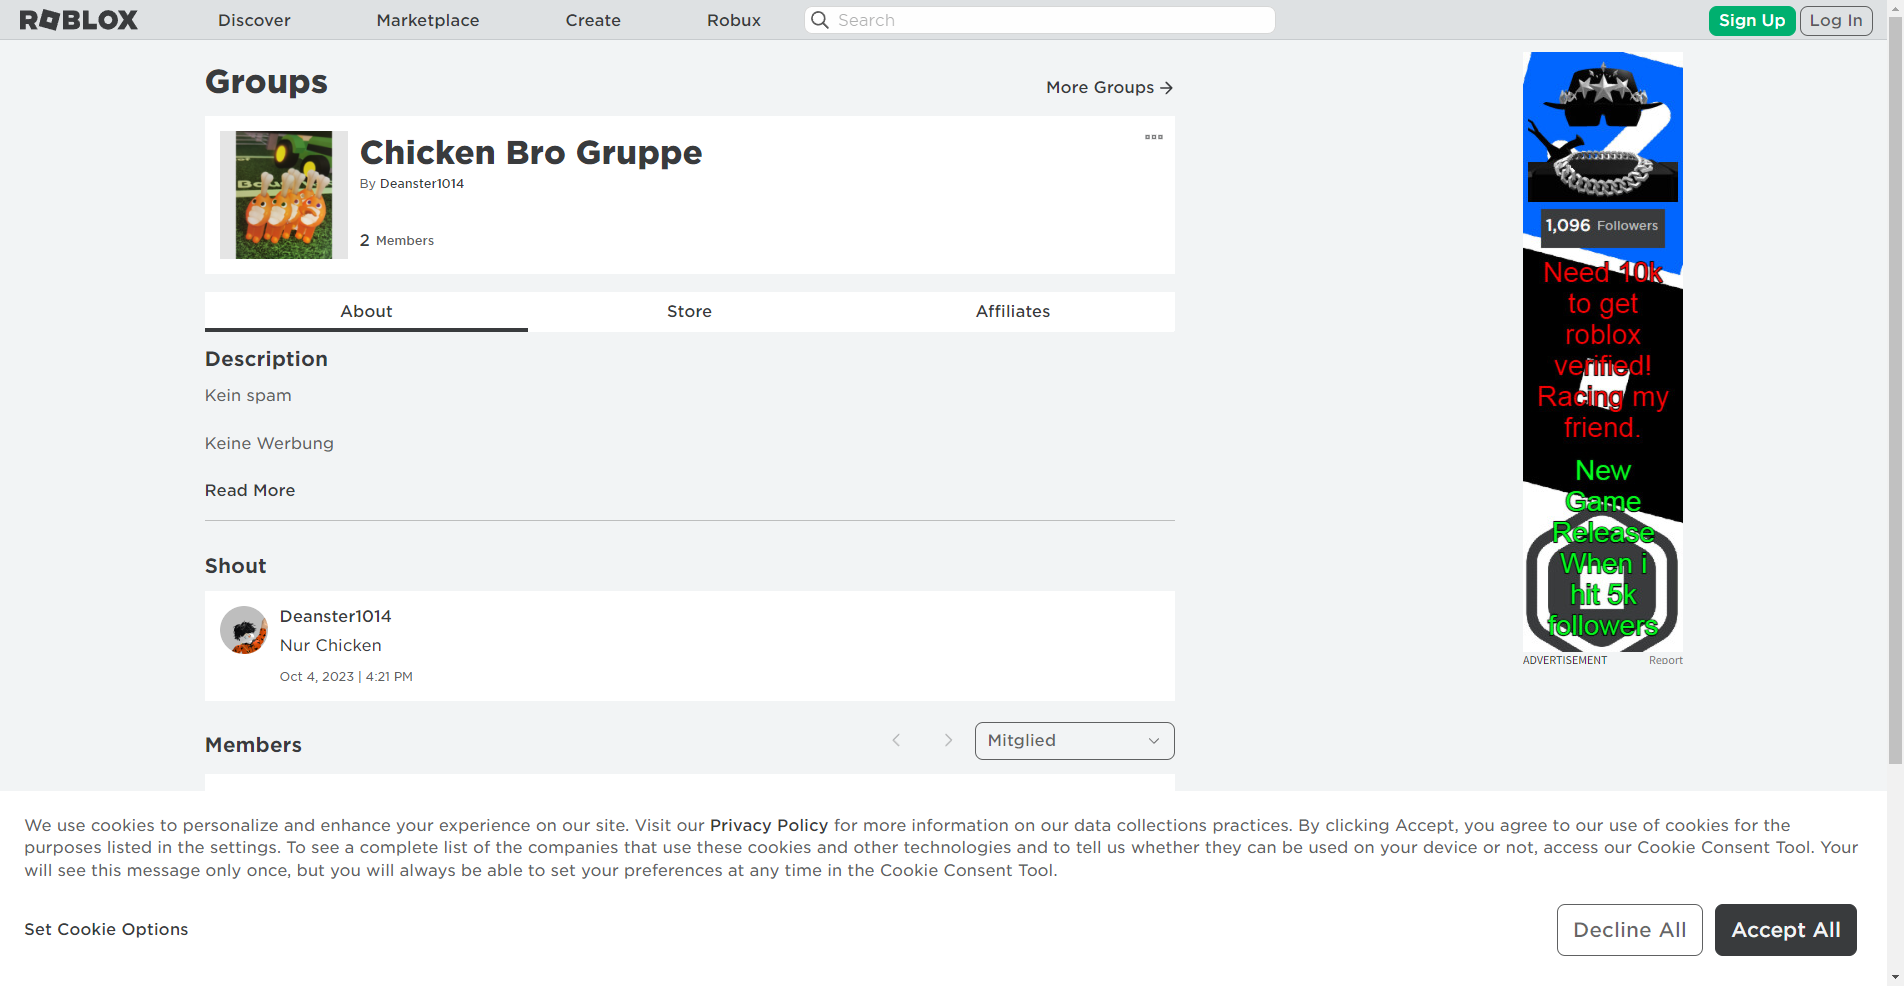 ROBLOX
Discover
Marketplace
Create
Robux
Search
Sign Up
Log In
Groups
More Groups →
Chicken Bro Gruppe
By Deanster1014
2 Members
About
Store
Affiliates
Description
Kein spam
Keine Werbung
Read More
Shout
Deanster1014
Nur Chicken
Oct 4, 2023 | 4:21 PM
Members
Mitglied
1,096 Followers
Need 10k
to get
roblox
verified!
Racing my
friend.
New
Game
Release
When i
hit 5k
followers
ADVERTISEMENT
Report
We use cookies to personalize and enhance your experience on our site. Visit our Privacy Policy for more information on our data collections practices. By clicking Accept, you agree to our use of cookies for the
purposes listed in the settings. To see a complete list of the companies that use these cookies and other technologies and to tell us whether they can be used on your device or not, access our Cookie Consent Tool. Your
will see this message only once, but you will always be able to set your preferences at any time in the Cookie Consent Tool.
Set Cookie Options
Decline All
Accept All